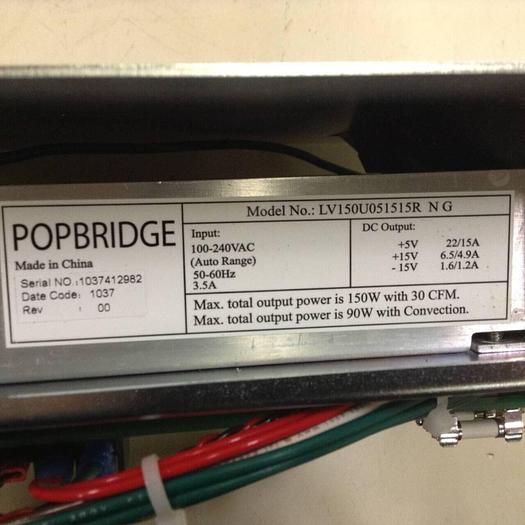 POPBRIDGE
Made in China
Serial NO.: 1037412982
Date Code: 1037
Rev : 00
Model No.: LV150U051515R N G
Input:
100-240VAC
(Auto Range)
50-60Hz
3.5A
DC Output:
+5V 22/15A
+15V 6.5/4.9A
- 15V 1.6/1.2A
Max. total output power is 150W with 30 CFM.
Max. total output power is 90W with Convection.